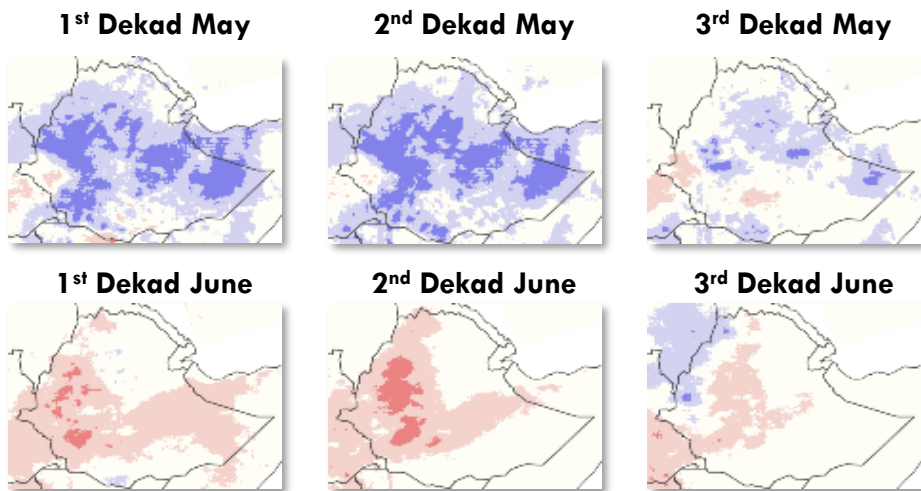 1st Dekad May
2nd Dekad May
3rd Dekad May
1st Dekad June
2nd Dekad June
3rd Dekad June